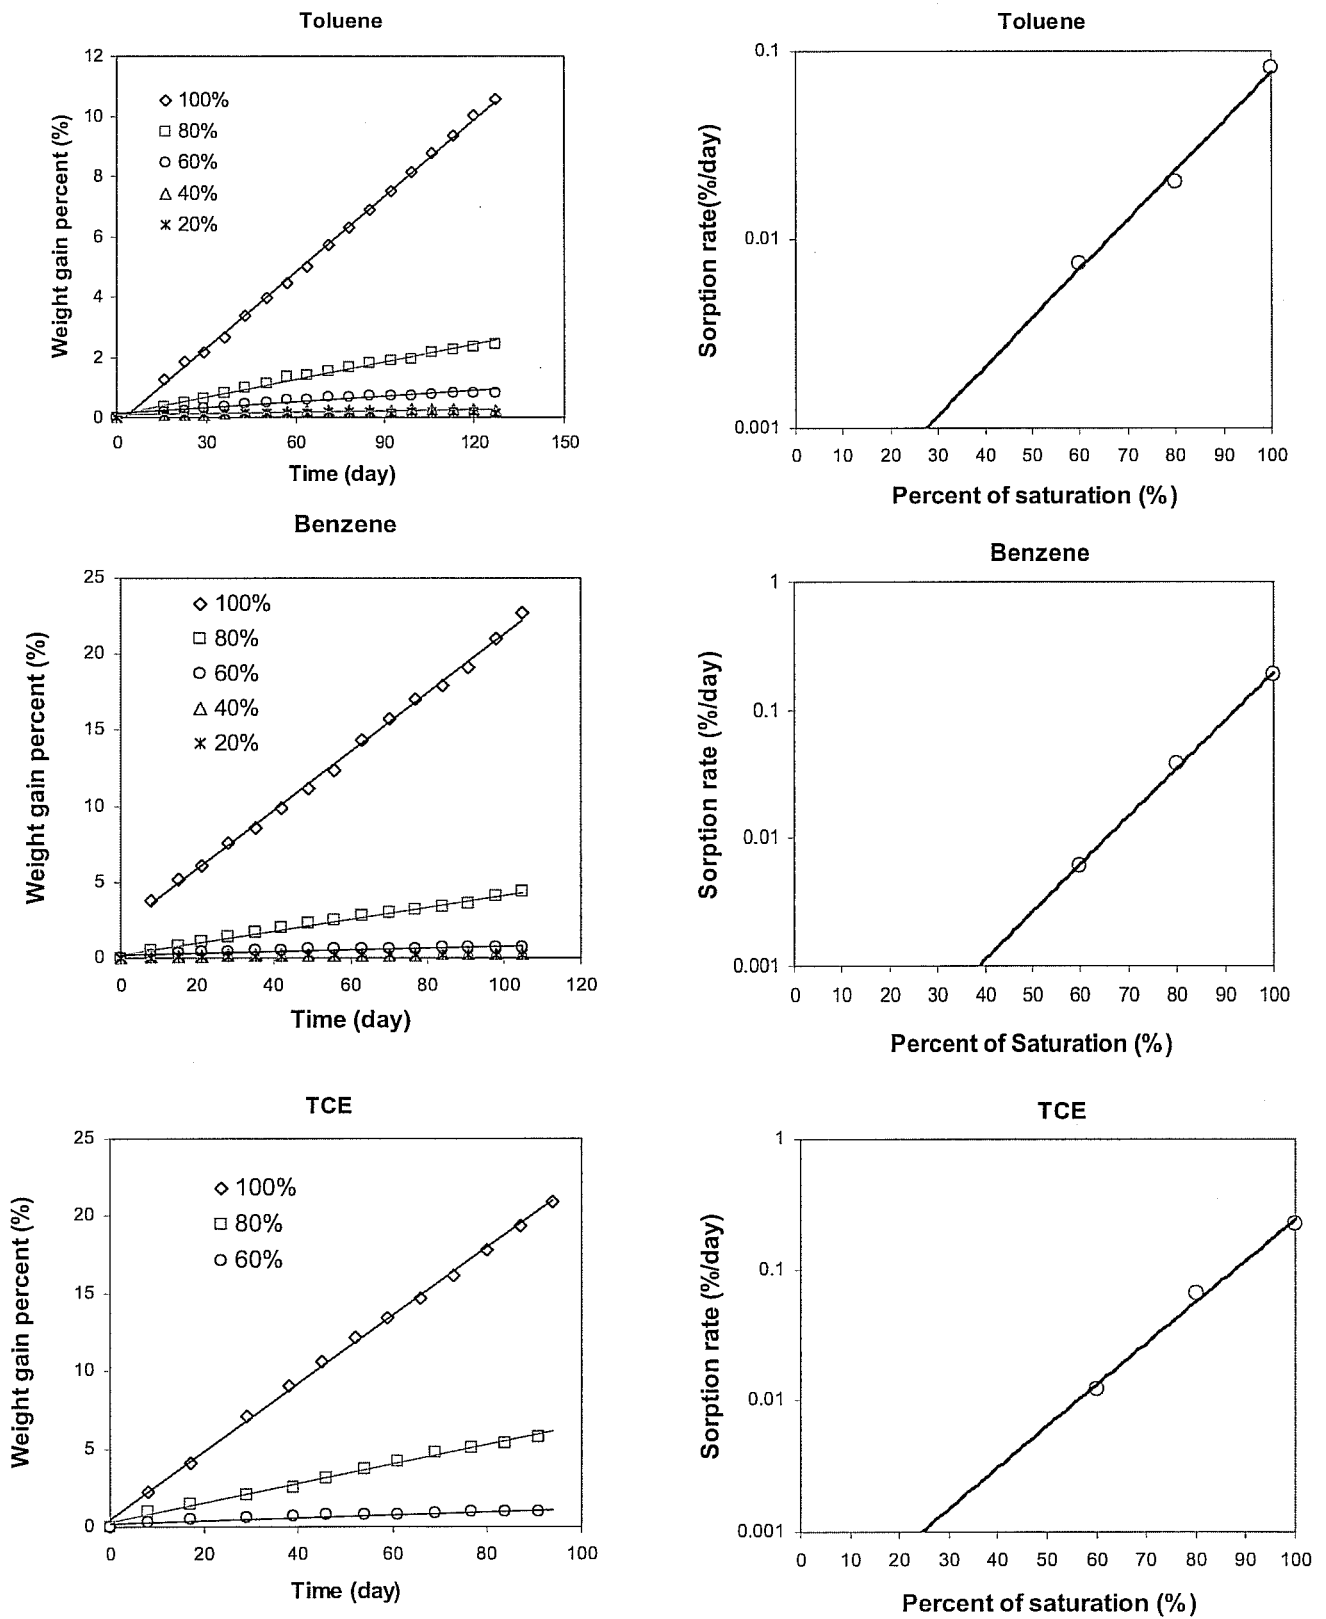 Toluene
Weight gain percent (%)
12
10
8
6
4
2
0
100%
80%
60%
40%
20%
0 30 60 90 120 150
Time (day)
Toluene
Sorption rate(%/day)
0.1
0.01
0.001
0 10 20 30 40 50 60 70 80 90 100
Percent of saturation (%)
Benzene
Weight gain percent (%)
25
20
15
10
5
0
100%
80%
60%
40%
20%
0 20 40 60 80 100 120
Time (day)
Benzene
Sorption rate (%/day)
1
0.1
0.01
0.001
0 10 20 30 40 50 60 70 80 90 100
Percent of Saturation (%)
TCE
Weight gain percent (%)
25
20
15
10
5
0
100%
80%
60%
0 20 40 60 80 100
Time (day)
TCE
Sorption rate (%/day)
1
0.1
0.01
0.001
0 10 20 30 40 50 60 70 80 90 100
Percent of saturation (%)